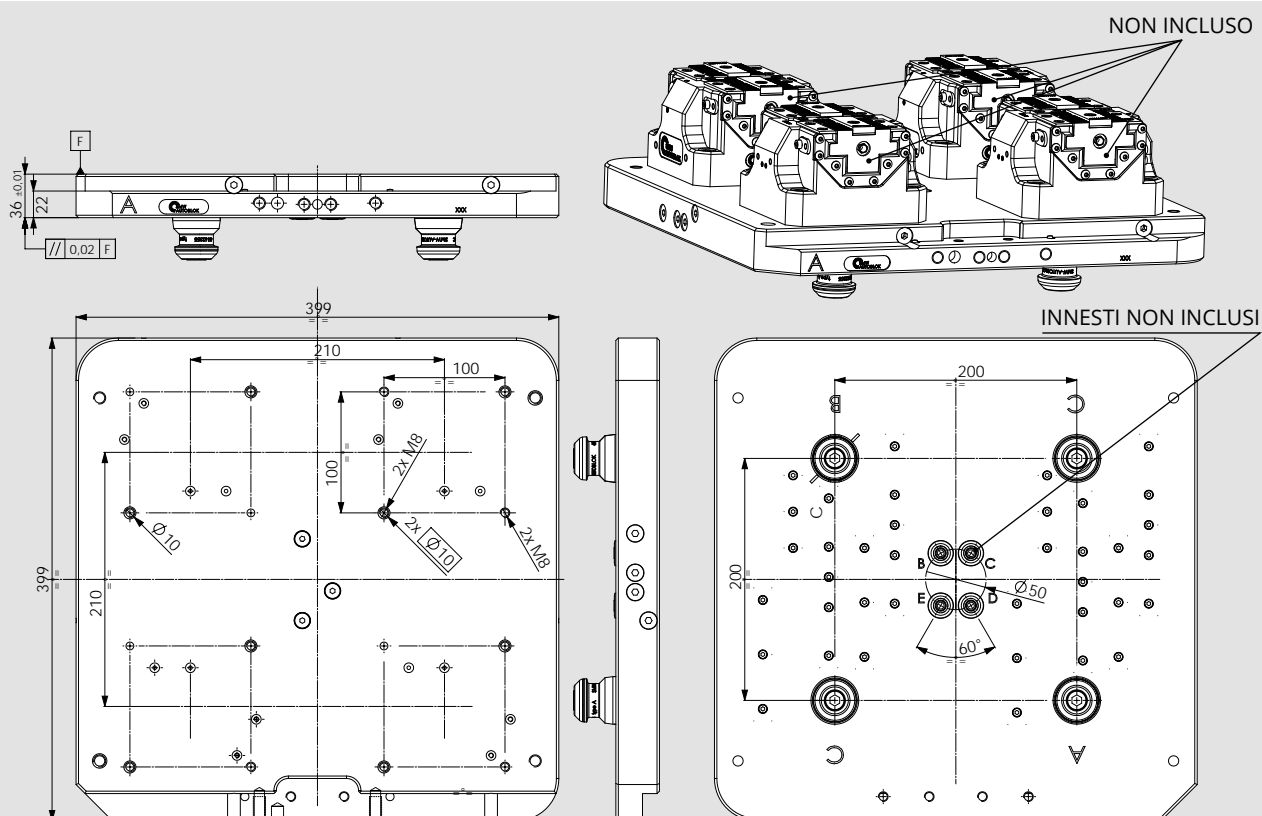 NON INCLUSO
F
36 ±0,01
22
A
XXX
// 0,02 F
A
XXX
INNESTI NON INCLUSI
399
210
100
200
B
C
2x M8
100
Ø10
2x Ø10
2x M8
C
399
210
200
B
C
E
D
Ø50
60°
C
A